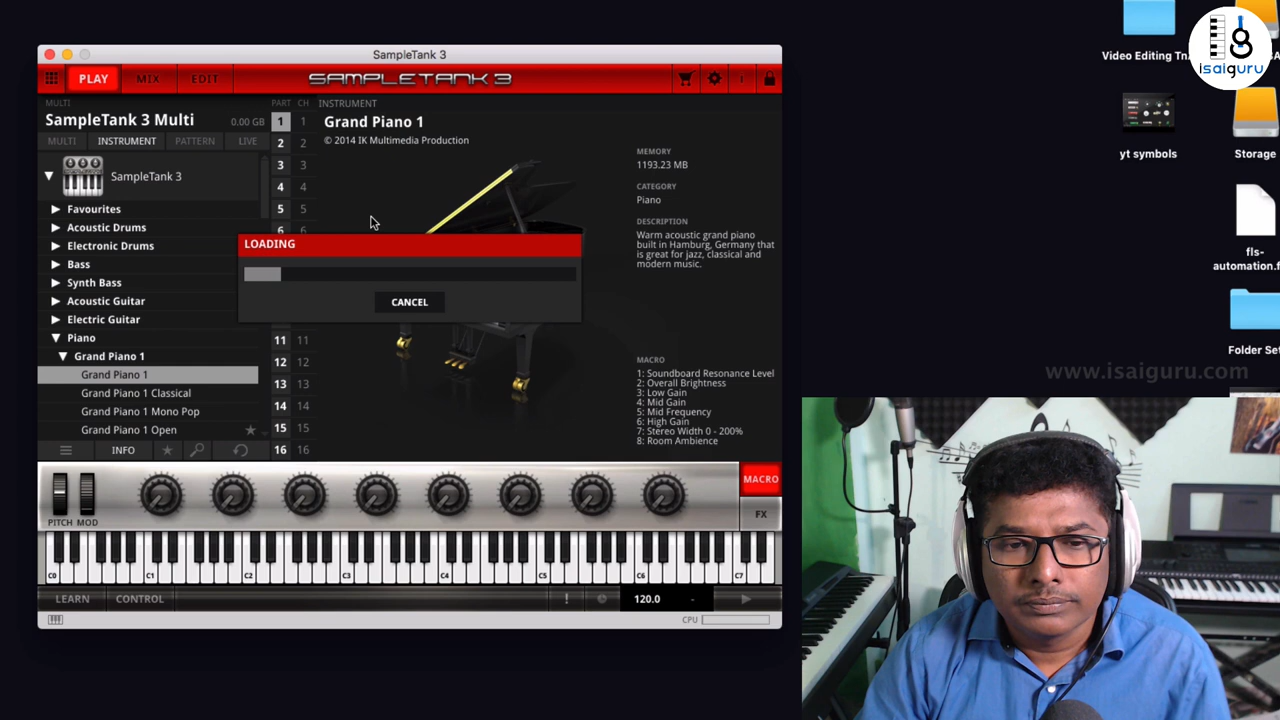 SampleTank 3
PLAY
MIX
EDIT
SAMPLETANK 3
i
MULTI
SampleTank 3 Multi
0.00 GB
MULTI
INSTRUMENT
PATTERN
LIVE
SampleTank 3
Favourites
Acoustic Drums
Electronic Drums
Bass
Synth Bass
Acoustic Guitar
Electric Guitar
Piano
Grand Piano 1
Grand Piano 1
Grand Piano 1 Classical
Grand Piano 1 Mono Pop
Grand Piano 1 Open
INFO
PART CH
1 1
2 2
3 3
4 4
5 5
6 6
11 11
12 12
13 13
14 14
15 15
16 16
INSTRUMENT
Grand Piano 1
© 2014 IK Multimedia Production
MEMORY
1193.23 MB
CATEGORY
Piano
DESCRIPTION
Warm acoustic grand piano
built in Hamburg, Germany that
is great for jazz, classical and
modern music.
LOADING
CANCEL
MACRO
1: Soundboard Resonance Level
2: Overall Brightness
3: Low Gain
4: Mid Gain
5: Mid Frequency
6: High Gain
7: Stereo Width 0 - 200%
8: Room Ambience
PITCH MOD
MACRO
FX
C0 C1 C2 C3 C4 C5 C6 C7
LEARN
CONTROL
!
120.0 -
CPU
Video Editing Tn
isaiguru
yt symbols
Storage
fls-
automation.f
Folder Set
www.isaiguru.com